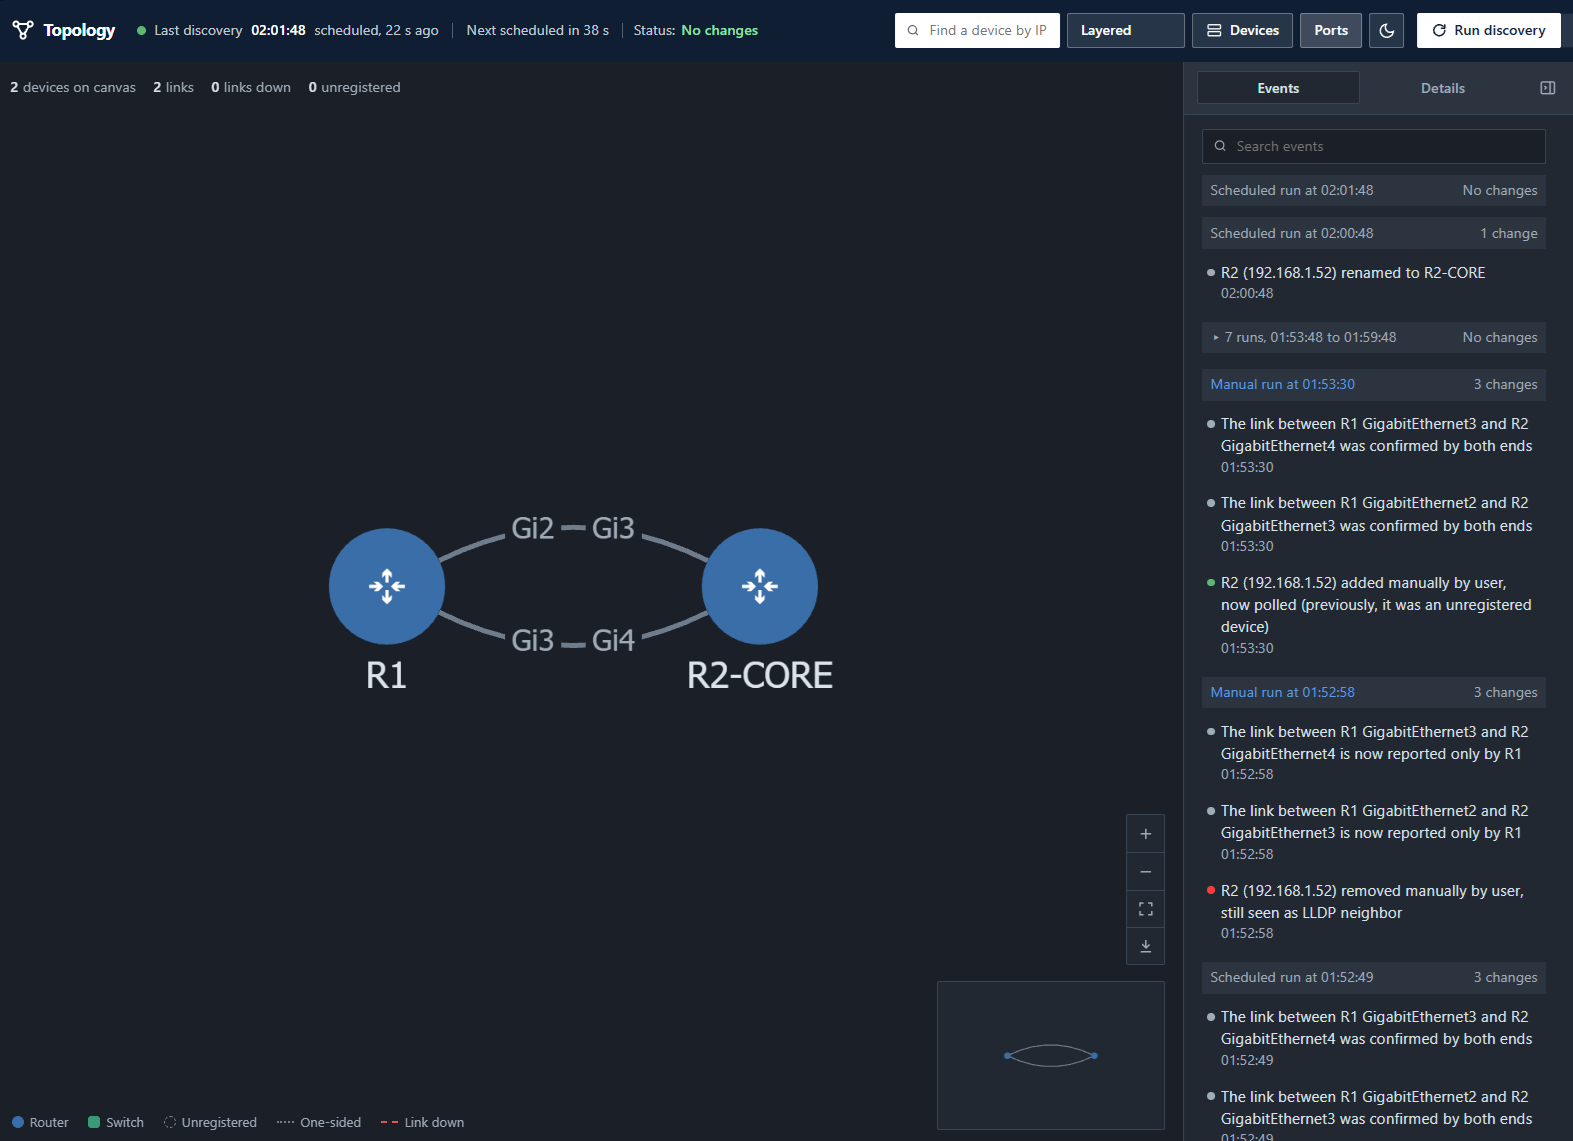 Topology
Last discovery 02:01:48 scheduled, 22 s ago
Next scheduled in 38 s
Status: No changes
Find a device by IP
Layered
Devices
Ports
Run discovery
2 devices on canvas 2 links 0 links down 0 unregistered
Gi2 Gi3
Gi3 Gi4
R1
R2-CORE
Router Switch Unregistered One-sided Link down
Events
Details
Search events
Scheduled run at 02:01:48 No changes
Scheduled run at 02:00:48 1 change
R2 (192.168.1.52) renamed to R2-CORE
02:00:48
7 runs, 01:53:48 to 01:59:48 No changes
Manual run at 01:53:30 3 changes
The link between R1 GigabitEthernet3 and R2
GigabitEthernet4 was confirmed by both ends
01:53:30
The link between R1 GigabitEthernet2 and R2
GigabitEthernet3 was confirmed by both ends
01:53:30
R2 (192.168.1.52) added manually by user,
now polled (previously, it was an unregistered
device)
01:53:30
Manual run at 01:52:58 3 changes
The link between R1 GigabitEthernet3 and R2
GigabitEthernet4 is now reported only by R1
01:52:58
The link between R1 GigabitEthernet2 and R2
GigabitEthernet3 is now reported only by R1
01:52:58
R2 (192.168.1.52) removed manually by user,
still seen as LLDP neighbor
01:52:58
Scheduled run at 01:52:49 3 changes
The link between R1 GigabitEthernet3 and R2
GigabitEthernet4 was confirmed by both ends
01:52:49
The link between R1 GigabitEthernet2 and R2
GigabitEthernet3 was confirmed by both ends
01:52:49